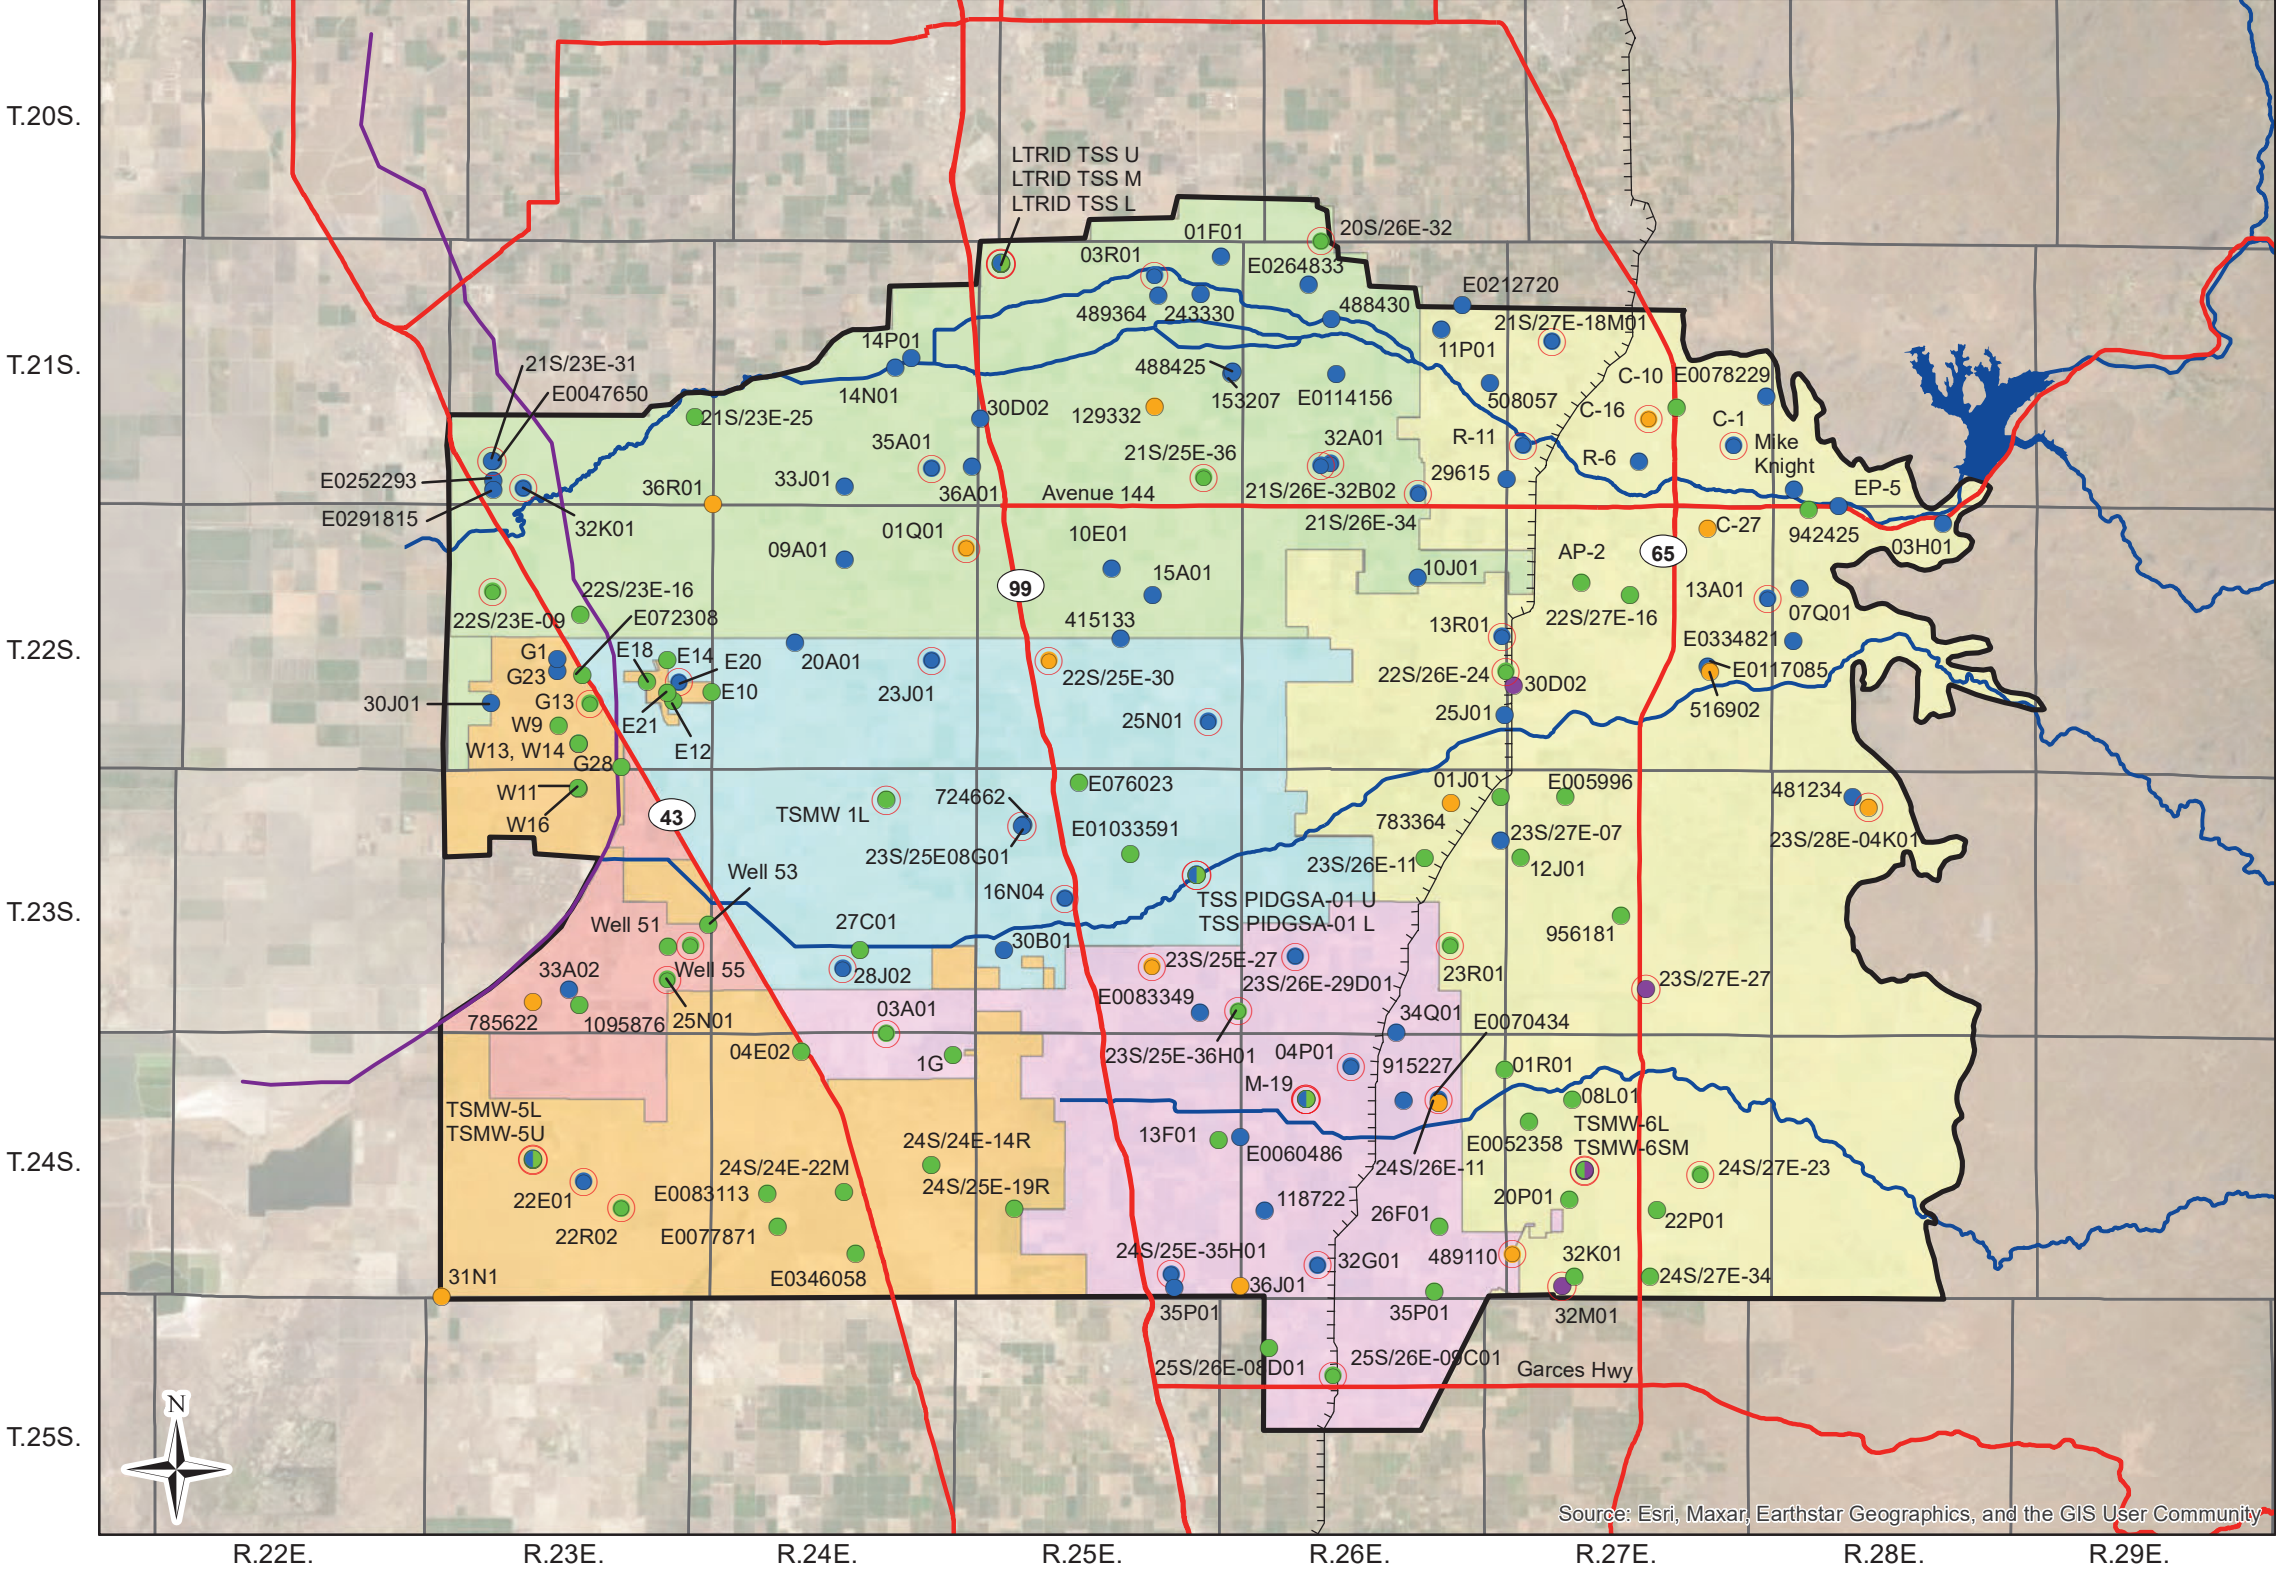 T.20S.
LTRID TSS U
LTRID TSS M
LTRID TSS L
01F01
20S/26E-32
03R01
E0264833
E0212720
489364
243330
488430
21S/27E-18M01
14P01
11P01
T.21S.
21S/23E-31
488425
C-10
E0078229
E0047650
14N01
153207
E0114156
508057
C-16
30D02
129332
C-1
21S/23E-25
35A01
32A01
R-11
Mike
Knight
21S/25E-36
R-6
E0252293
33J01
29615
36R01
36A01
Avenue 144
21S/26E-32B02
EP-5
E0291815
32K01
21S/26E-34
01Q01
10E01
C-27
942425
03H01
09A01
AP-2
65
15A01
10J01
99
22S/23E-16
13A01
07Q01
22S/23E-09
E072308
415133
22S/27E-16
13R01
E0334821
T.22S.
G1
E18
E14
E20
20A01
G23
22S/25E-30
22S/26E-24
E0117085
30D02
23J01
E10
30J01
G13
516902
W9
E21
25N01
25J01
W13, W14
E12
G28
01J01
E005996
W11
TSMW 1L
724662
E076023
481234
43
783364
W16
E01033591
23S/27E-07
23S/28E-04K01
23S/25E08G01
23S/26E-11
12J01
Well 53
16N04
TSS PIDGSA-01 U
TSS PIDGSA-01 L
T.23S.
Well 51
27C01
956181
30B01
23S/25E-27
33A02
Well 55
28J02
23R01
23S/27E-27
23S/26E-29D01
E0083349
785622
1095876
25N01
03A01
34Q01
E0070434
04E02
1G
23S/25E-36H01
04P01
915227
01R01
M-19
08L01
TSMW-5L
TSMW-5U
TSMW-6L
TSMW-6SM
13F01
E0060486
E0052358
24S/24E-14R
T.24S.
24S/24E-22M
24S/26E-11
24S/27E-23
22E01
E0083113
24S/25E-19R
118722
20P01
22R02
E0077871
26F01
22P01
24S/25E-35H01
489110
32K01
32G01
31N1
E0346058
36J01
24S/27E-34
35P01
35P01
32M01
25S/26E-08D01
25S/26E-09C01
Garces Hwy
N
T.25S.
Source: Esri, Maxar, Earthstar Geographics, and the GIS User Community
R.22E.
R.23E.
R.24E.
R.25E.
R.26E.
R.27E.
R.28E.
R.29E.